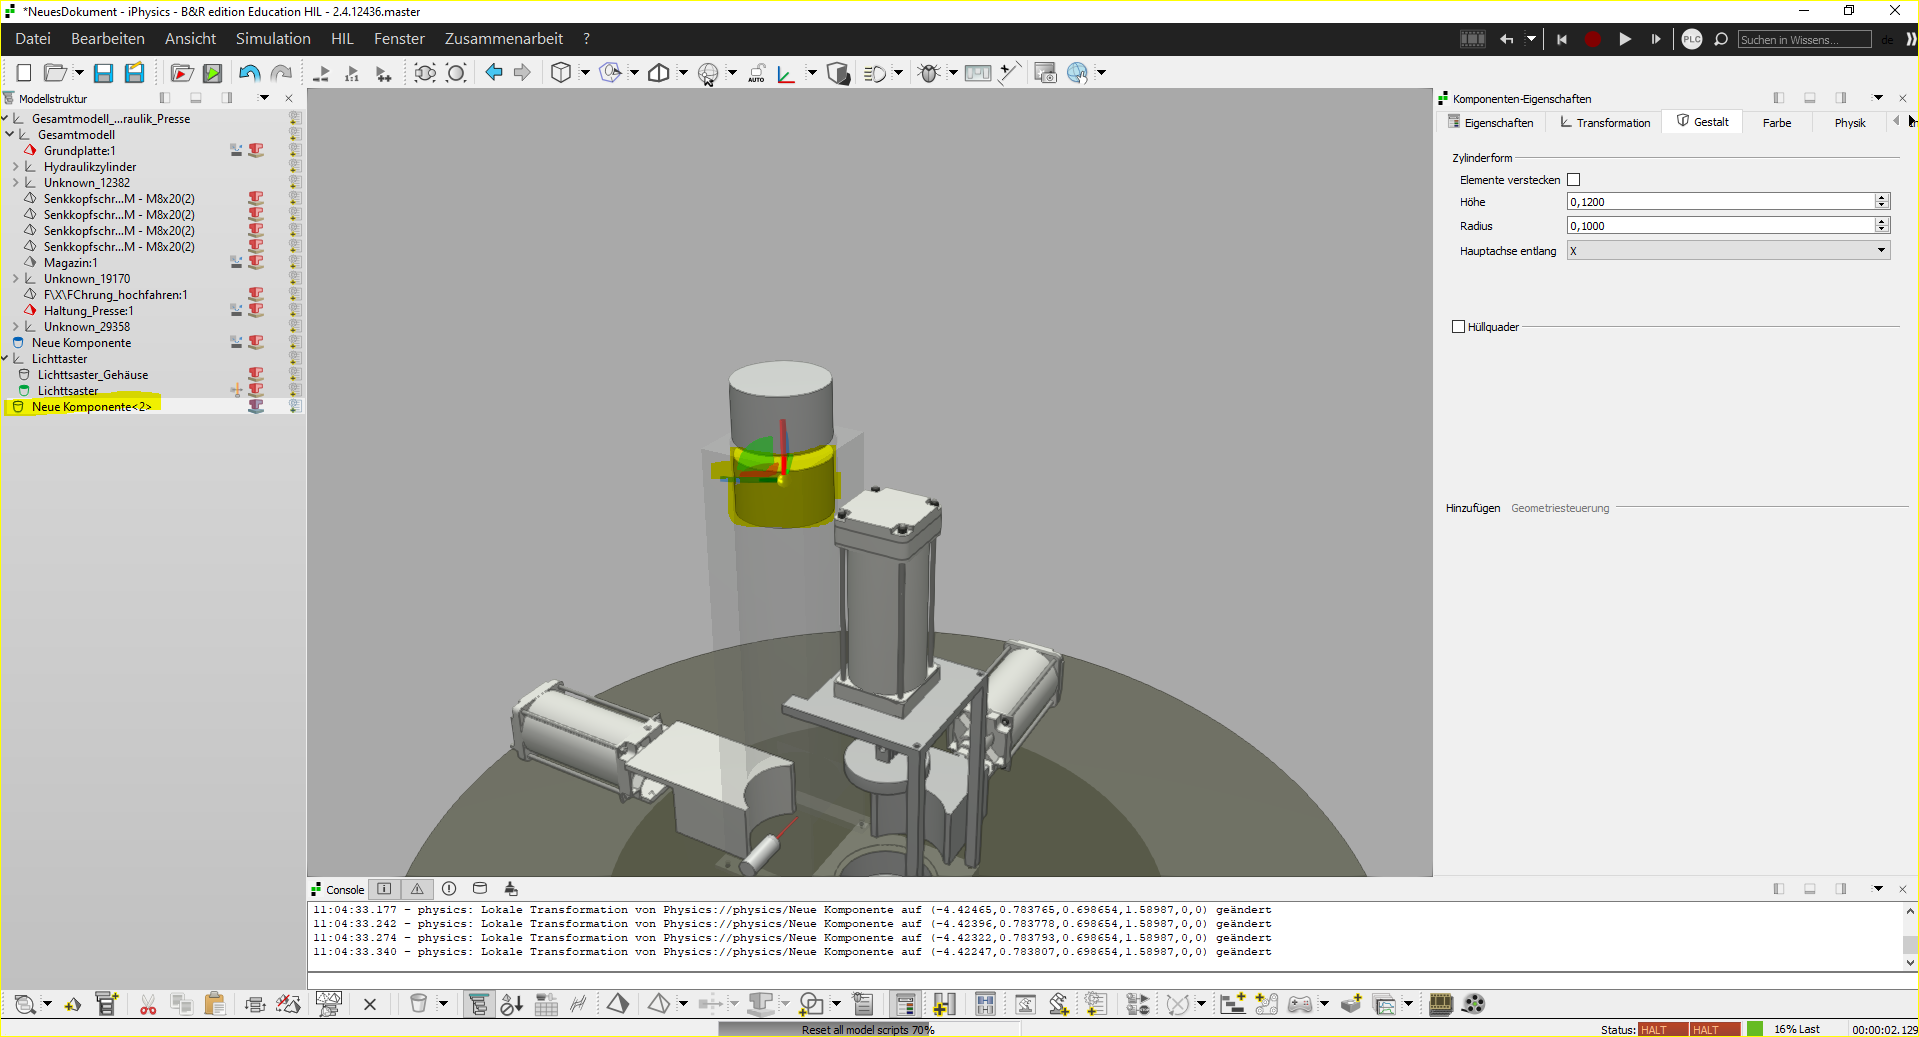 *NeuesDokument - iPhysics - B&R edition Education HIL - 2.4.12436.master
Datei Bearbeiten Ansicht Simulation HIL Fenster Zusammenarbeit ?
PLC
Suchen in Wissens...
de
1:1
AUTO
Modellstruktur
Gesamtmodell_...raulik_Presse
Gesamtmodell
Grundplatte:1
Hydraulikzylinder
Unknown_12382
Senkkopfschr...M - M8x20(2)
Senkkopfschr...M - M8x20(2)
Senkkopfschr...M - M8x20(2)
Senkkopfschr...M - M8x20(2)
Magazin:1
Unknown_19170
F\X\FChrung_hochfahren:1
Haltung_Presse:1
Unknown_29358
Neue Komponente
Lichttaster
Lichttsaster_Gehäuse
Lichttsaster
Neue Komponente<2>
Komponenten-Eigenschaften
Eigenschaften Transformation Gestalt Farbe Physik
Zylinderform
Elemente verstecken
Höhe 0,1200
Radius 0,1000
Hauptachse entlang X
Hüllquader
Hinzufügen Geometriesteuerung
Console
11:04:33.177 - physics: Lokale Transformation von Physics://physics/Neue Komponente auf (-4.42465,0.783765,0.698654,1.58987,0,0) geändert
11:04:33.242 - physics: Lokale Transformation von Physics://physics/Neue Komponente auf (-4.42396,0.783778,0.698654,1.58987,0,0) geändert
11:04:33.274 - physics: Lokale Transformation von Physics://physics/Neue Komponente auf (-4.42322,0.783793,0.698654,1.58987,0,0) geändert
11:04:33.340 - physics: Lokale Transformation von Physics://physics/Neue Komponente auf (-4.42247,0.783807,0.698654,1.58987,0,0) geändert
Reset all model scripts 70%
Status: HALT HALT 16% Last 00:00:02.129